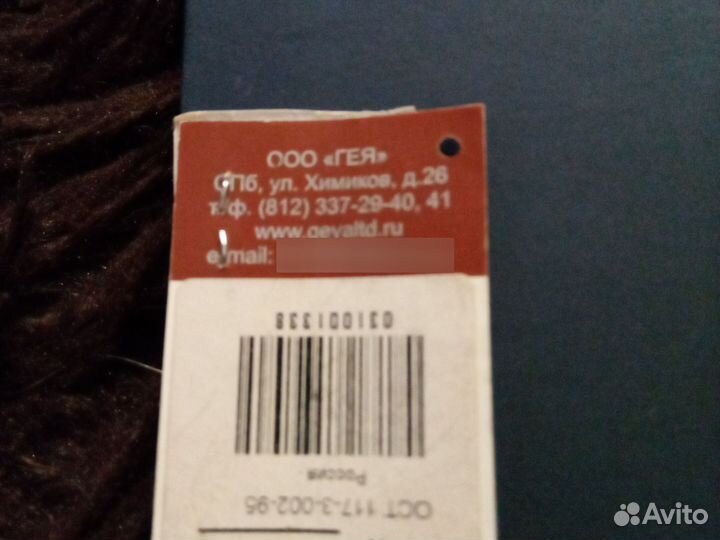 ООО «ГЕЯ»
СПб, ул. Химиков, д.26
т/ф. (812) 337-29-40, 41
www.geyaltd.ru
e-mail:
031001338
Россия
ОСТ 117-3-002-95
Avito